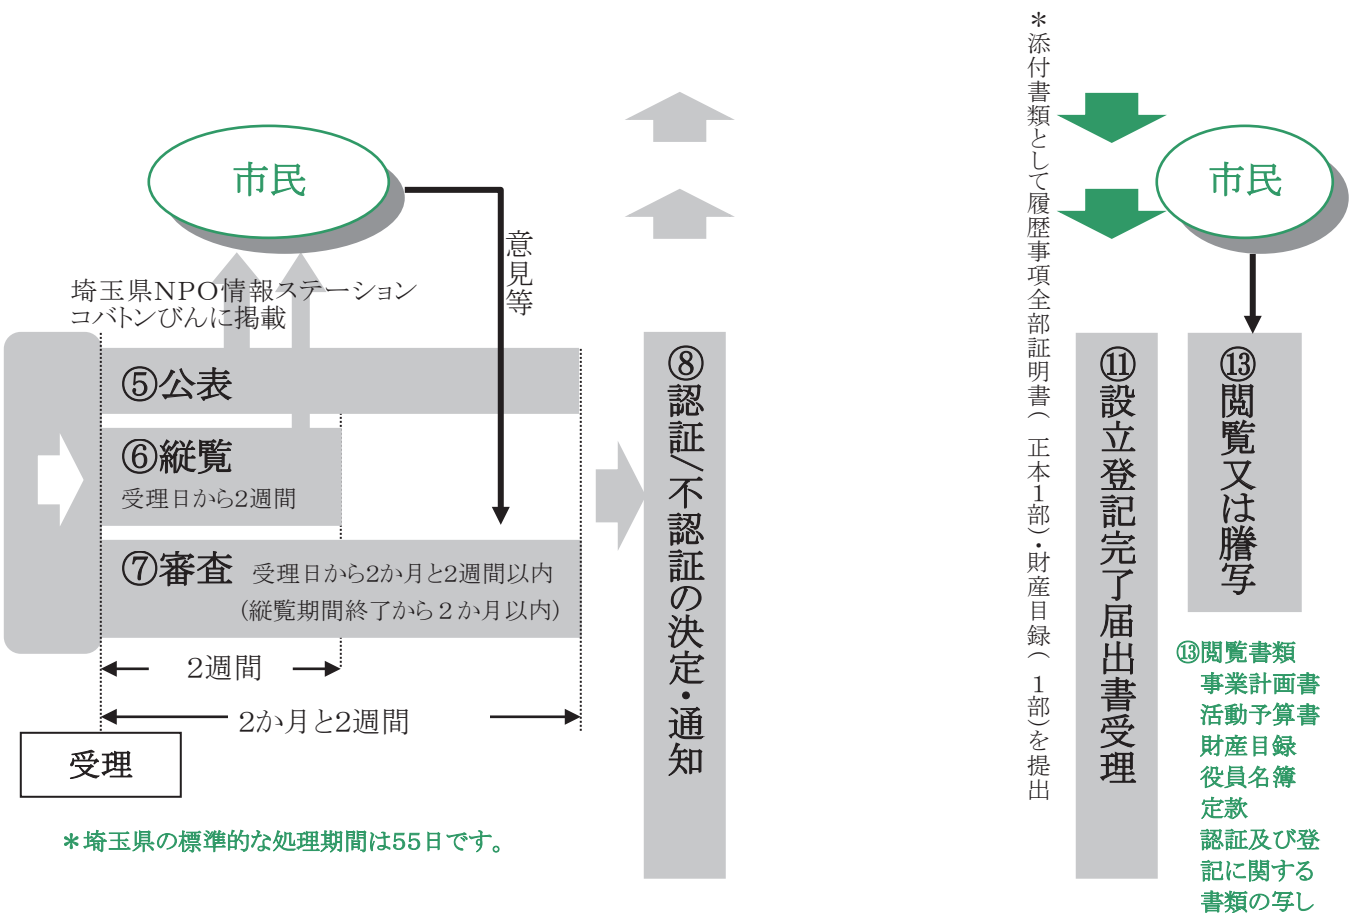 市民
意見等
埼玉県NPO情報ステーション
コバトンびんに掲載
⑤公表
⑥縦覧
受理日から2週間
⑦審査 受理日から2か月と2週間以内
(縦覧期間終了から２か月以内)
2週間
2か月と2週間
受理
＊埼玉県の標準的な処理期間は55日です。
⑧認証/不認証の決定・通知
＊添付書類として履歴事項全部証明書(正本1部)・財産目録(1部)を提出
⑪設立登記完了届出書受理
市民
⑬閲覧又は謄写
⑬閲覧書類
事業計画書
活動予算書
財産目録
役員名簿
定款
認証及び登
記に関する
書類の写し